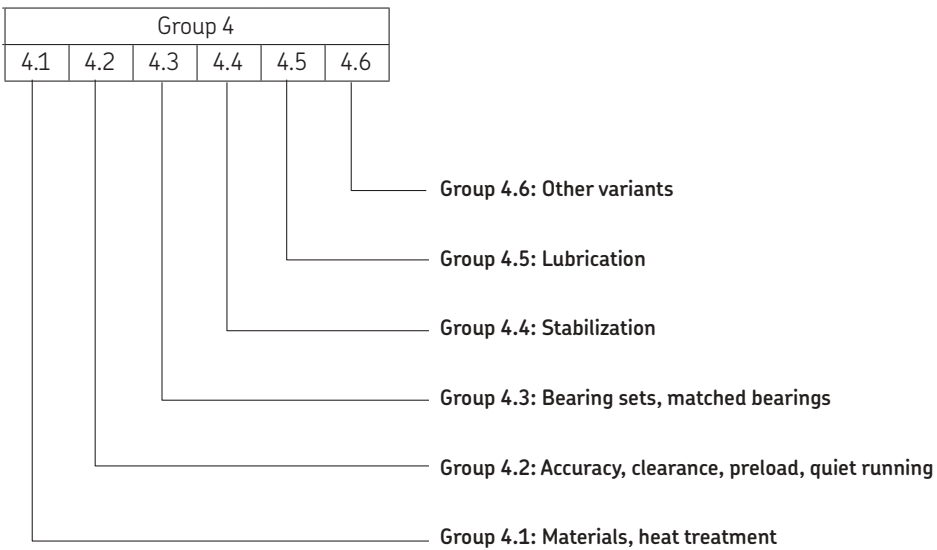 Group 4
4.1 4.2 4.3 4.4 4.5 4.6
Group 4.6: Other variants
Group 4.5: Lubrication
Group 4.4: Stabilization
Group 4.3: Bearing sets, matched bearings
Group 4.2: Accuracy, clearance, preload, quiet running
Group 4.1: Materials, heat treatment